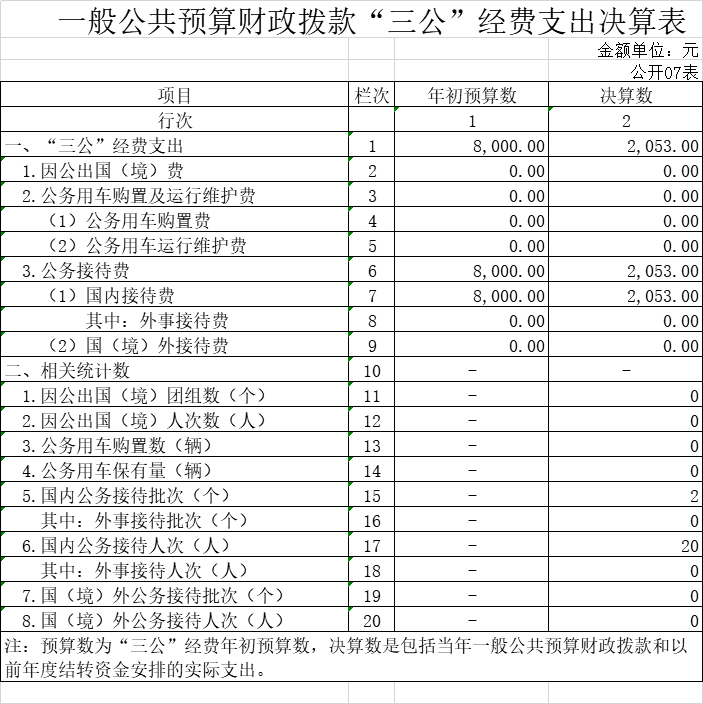 一般公共预算财政拨款“三公”经费支出决算表
金额单位：元
公开07表
项目 栏次 年初预算数 决算数
行次 1 2
一、“三公”经费支出 1 8,000.00 2,053.00
1.因公出国（境）费 2 0.00 0.00
2.公务用车购置及运行维护费 3 0.00 0.00
（1）公务用车购置费 4 0.00 0.00
（2）公务用车运行维护费 5 0.00 0.00
3.公务接待费 6 8,000.00 2,053.00
（1）国内接待费 7 8,000.00 2,053.00
其中：外事接待费 8 0.00 0.00
（2）国（境）外接待费 9 0.00 0.00
二、相关统计数 10 － －
1.因公出国（境）团组数（个） 11 － 0
2.因公出国（境）人次数（人） 12 － 0
3.公务用车购置数（辆） 13 － 0
4.公务用车保有量（辆） 14 － 0
5.国内公务接待批次（个） 15 － 2
其中：外事接待批次（个） 16 － 0
6.国内公务接待人次（人） 17 － 20
其中：外事接待人次（人） 18 － 0
7.国（境）外公务接待批次（个） 19 － 0
8.国（境）外公务接待人次（人） 20 － 0
注：预算数为“三公”经费年初预算数，决算数是包括当年一般公共预算财政拨款和以
前年度结转资金安排的实际支出。